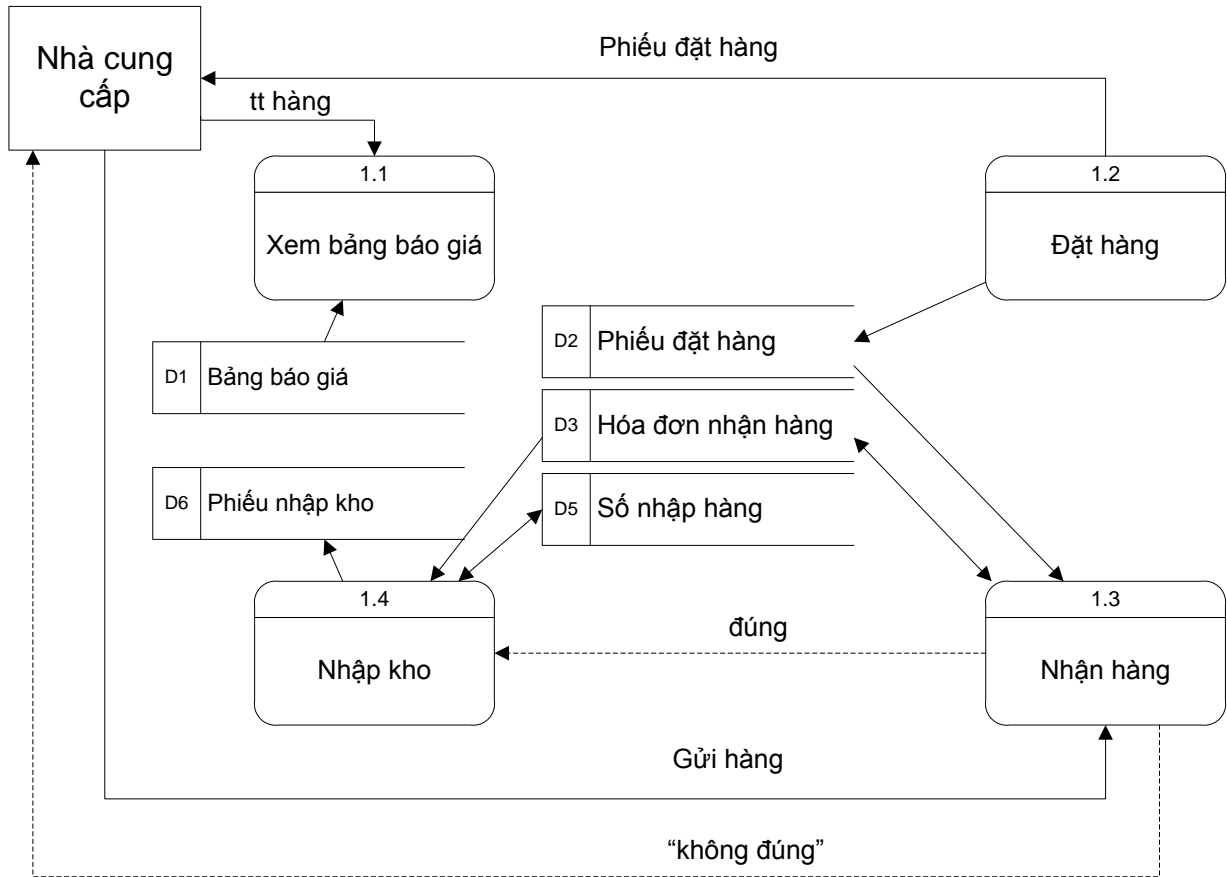 Nhà cung
cấp
Phiếu đặt hàng
tt hàng
1.1
Xem bảng báo giá
1.2
Đặt hàng
D1 Bảng báo giá
D2 Phiếu đặt hàng
D3 Hóa đơn nhận hàng
D6 Phiếu nhập kho
D5 Số nhập hàng
1.4
Nhập kho
đúng
1.3
Nhận hàng
Gửi hàng
“không đúng”